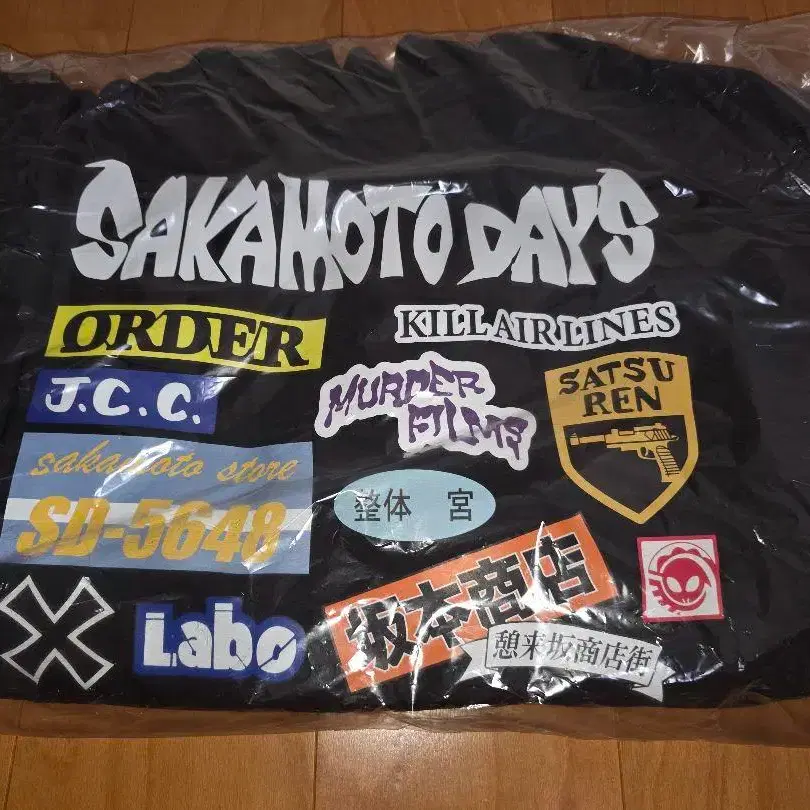 SAKAMOTO DAYS
ORDER
KILL AIRLINES
J.C.C.
MURDER
FILMS
SATSU
REN
sakamoto store
SD-5648
整体 宮
坂本商店
憩来坂商店街
Labo